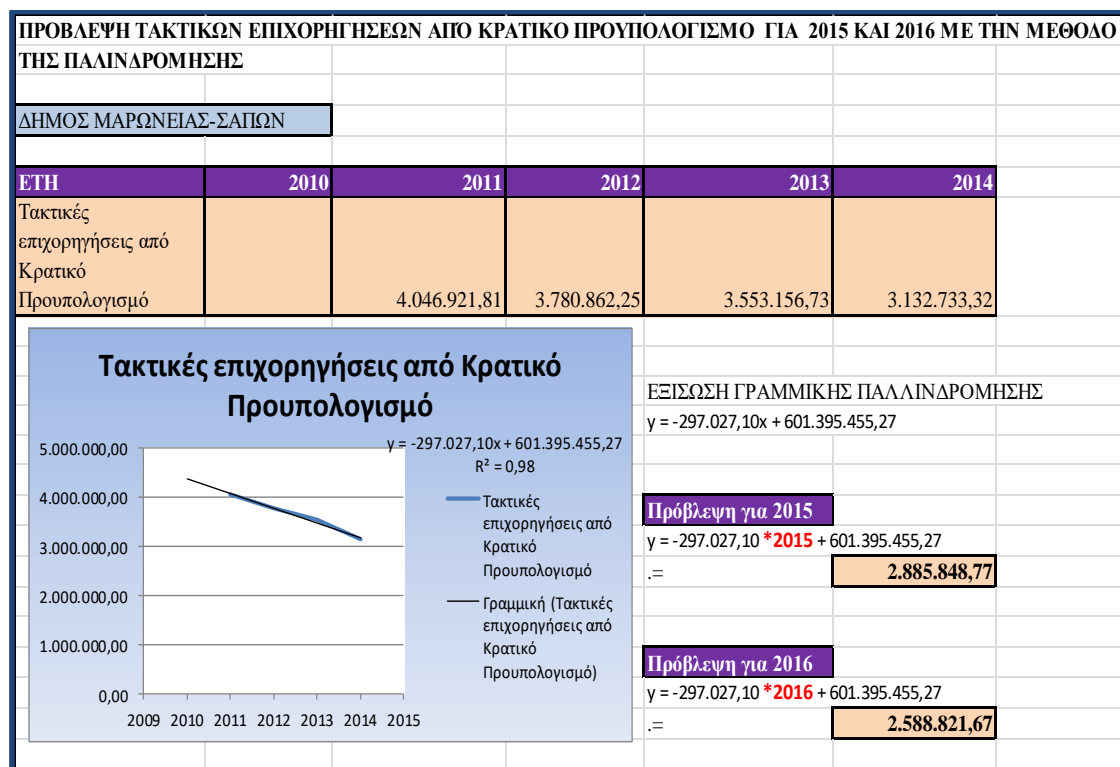 ΠΡΟΒΛΕΨΗ ΤΑΚΤΙΚΩΝ ΕΠΙΧΟΡΗΓΗΣΕΩΝ ΑΠΌ ΚΡΑΤΙΚΟ ΠΡΟΥΠΟΛΟΓΙΣΜΟ ΓΙΑ 2015 ΚΑΙ 2016 ΜΕ ΤΗΝ ΜΕΘΟΔΟ
ΤΗΣ ΠΑΛΙΝΔΡΟΜΗΣΗΣ
ΔΗΜΟΣ ΜΑΡΩΝΕΙΑΣ-ΣΑΠΩΝ
ΕΤΗ 2010 2011 2012 2013 2014
Τακτικές
επιχορηγήσεις από
Κρατικό
Προυπολογισμό 4.046.921,81 3.780.862,25 3.553.156,73 3.132.733,32
Τακτικές επιχορηγήσεις από Κρατικό
Προυπολογισμό
y = -297.027,10x + 601.395.455,27
R² = 0,98
5.000.000,00
4.000.000,00
3.000.000,00
2.000.000,00
1.000.000,00
0,00
2009 2010 2011 2012 2013 2014 2015
Τακτικές
επιχορηγήσεις από
Κρατικό
Προυπολογισμό
Γραμμική (Τακτικές
επιχορηγήσεις από
Κρατικό
Προυπολογισμό)
ΕΞΙΣΩΣΗ ΓΡΑΜΜΙΚΗΣ ΠΑΛΛΙΝΔΡΟΜΗΣΗΣ
y = -297.027,10x + 601.395.455,27
Πρόβλεψη για 2015
y = -297.027,10 *2015 + 601.395.455,27
.= 2.885.848,77
Πρόβλεψη για 2016
y = -297.027,10 *2016 + 601.395.455,27
.= 2.588.821,67